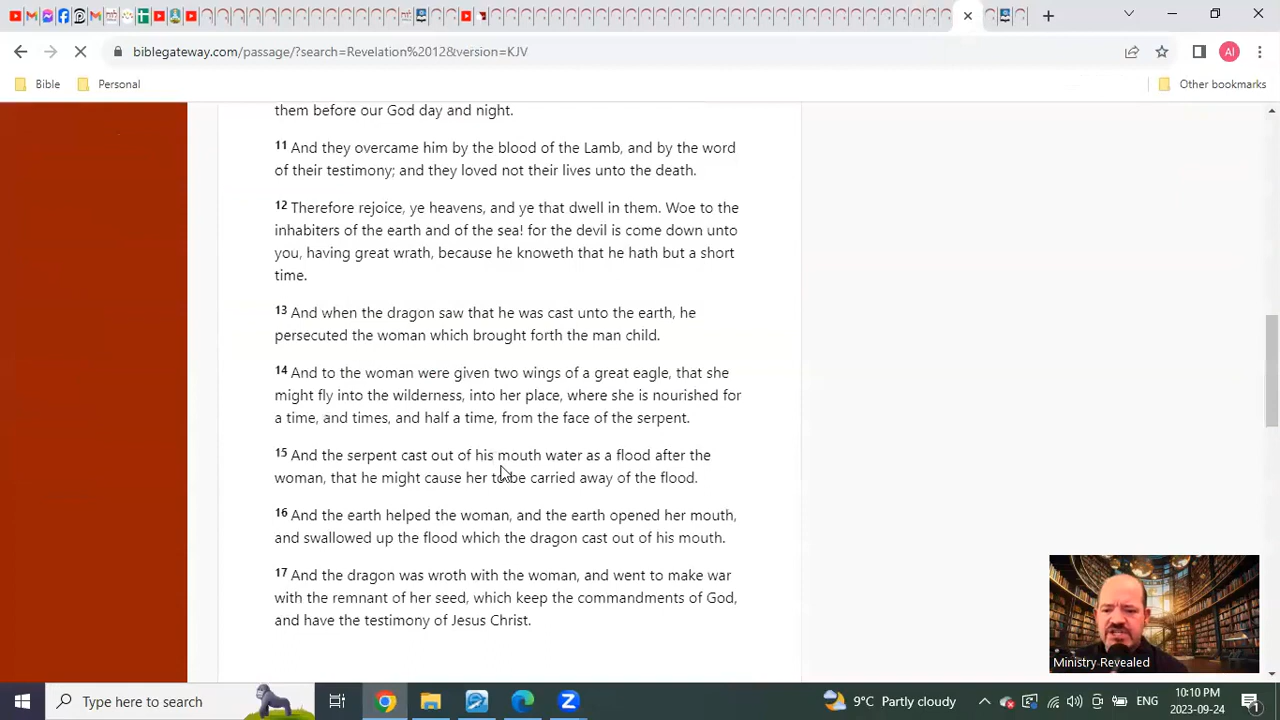 biblegateway.com/passage/?search=Revelation%2012&version=KJV
AI
Bible
Personal
Other bookmarks
them before our God day and night.
11 And they overcame him by the blood of the Lamb, and by the word
of their testimony; and they loved not their lives unto the death.
12 Therefore rejoice, ye heavens, and ye that dwell in them. Woe to the
inhabiters of the earth and of the sea! for the devil is come down unto
you, having great wrath, because he knoweth that he hath but a short
time.
13 And when the dragon saw that he was cast unto the earth, he
persecuted the woman which brought forth the man child.
14 And to the woman were given two wings of a great eagle, that she
might fly into the wilderness, into her place, where she is nourished for
a time, and times, and half a time, from the face of the serpent.
15 And the serpent cast out of his mouth water as a flood after the
woman, that he might cause her to be carried away of the flood.
16 And the earth helped the woman, and the earth opened her mouth,
and swallowed up the flood which the dragon cast out of his mouth.
17 And the dragon was wroth with the woman, and went to make war
with the remnant of her seed, which keep the commandments of God,
and have the testimony of Jesus Christ.
Ministry Revealed
Type here to search
9°C Partly cloudy
ENG
10:10 PM
2023-09-24
1